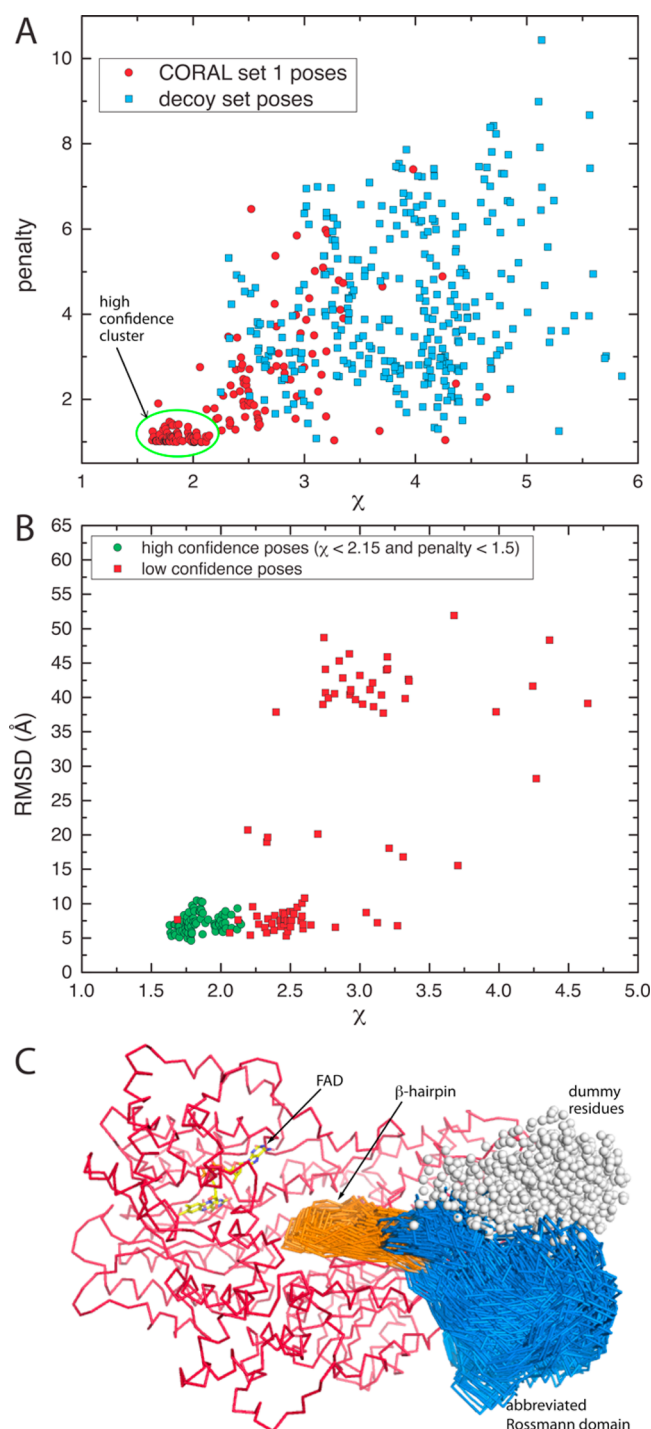 A
10
8
6
4
2
penalty
CORAL set 1 poses
decoy set poses
high
confidence
cluster
1 2 3 4 5 6
χ
B
65
60
55
50
45
40
35
30
25
20
15
10
5
0
RMSD (Å)
high confidence poses (χ < 2.15 and penalty < 1.5)
low confidence poses
1.0 1.5 2.0 2.5 3.0 3.5 4.0 4.5 5.0
χ
C
FAD
β-hairpin
dummy
residues
abbreviated
Rossmann domain